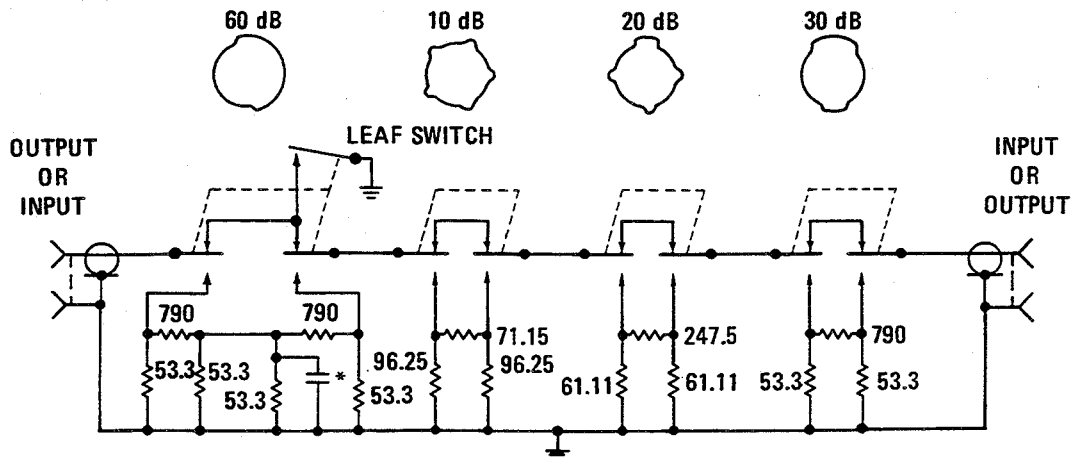 60 dB
10 dB
20 dB
30 dB
LEAF SWITCH
OUTPUT
OR
INPUT
INPUT
OR
OUTPUT
790
790
71.15
247.5
790
53.3
53.3
53.3
*
53.3
96.25
96.25
61.11
61.11
53.3
53.3